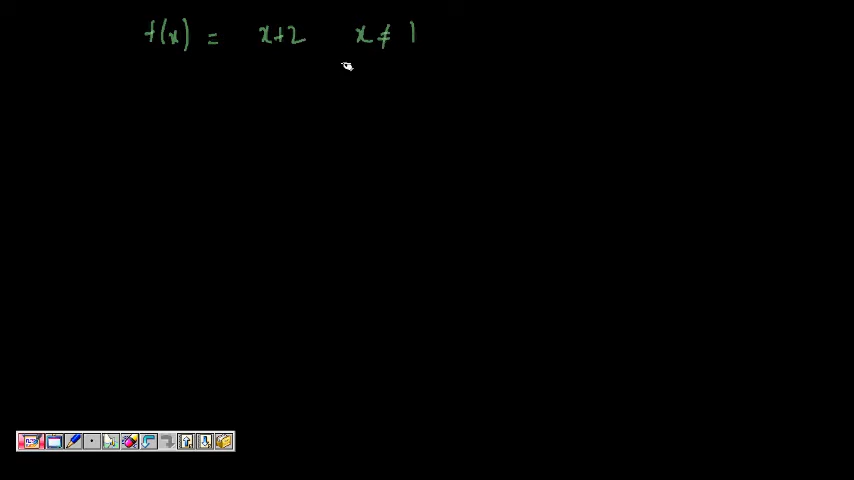 f(x) = x+2 x ≠ 1